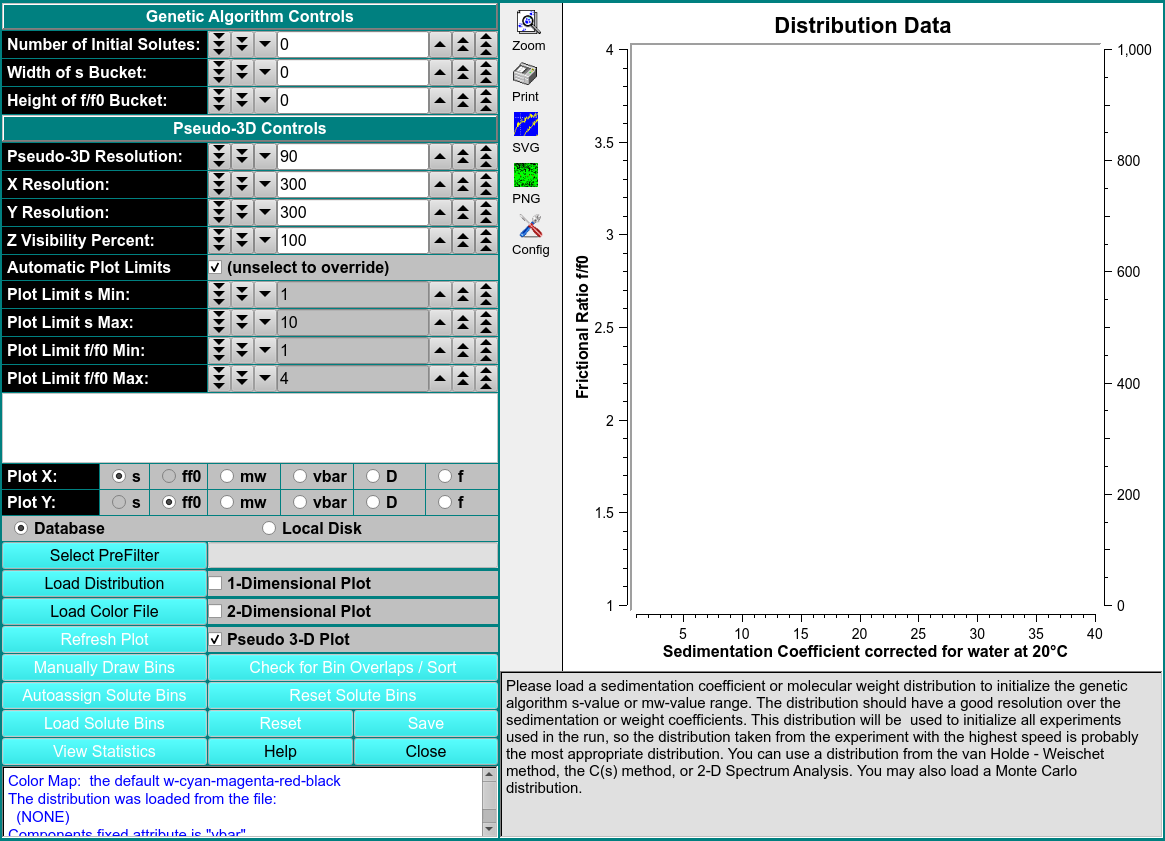 Genetic Algorithm Controls
Number of Initial Solutes: 0
Width of s Bucket: 0
Height of f/f0 Bucket: 0
Pseudo-3D Controls
Pseudo-3D Resolution: 90
X Resolution: 300
Y Resolution: 300
Z Visibility Percent: 100
Automatic Plot Limits (unselect to override)
Plot Limit s Min: 1
Plot Limit s Max: 10
Plot Limit f/f0 Min: 1
Plot Limit f/f0 Max: 4
Plot X: s ff0 mw vbar D f
Plot Y: s ff0 mw vbar D f
Database Local Disk
Select PreFilter
Load Distribution 1-Dimensional Plot
Load Color File 2-Dimensional Plot
Refresh Plot Pseudo 3-D Plot
Manually Draw Bins Check for Bin Overlaps / Sort
Autoassign Solute Bins Reset Solute Bins
Load Solute Bins Reset Save
View Statistics Help Close
Color Map:  the default w-cyan-magenta-red-black
The distribution was loaded from the file:
(NONE)
Components fixed attribute is "vbar"
Zoom
Print
SVG
PNG
Config
Distribution Data
4
3.5
3
2.5
2
1.5
1
Frictional Ratio f/f0
1,000
800
600
400
200
0
5 10 15 20 25 30 35 40
Sedimentation Coefficient corrected for water at 20°C
Please load a sedimentation coefficient or molecular weight distribution to initialize the genetic
algorithm s-value or mw-value range. The distribution should have a good resolution over the
sedimentation or weight coefficients. This distribution will be  used to initialize all experiments
used in the run, so the distribution taken from the experiment with the highest speed is probably
the most appropriate distribution. You can use a distribution from the van Holde - Weischet
method, the C(s) method, or 2-D Spectrum Analysis. You may also load a Monte Carlo
distribution.